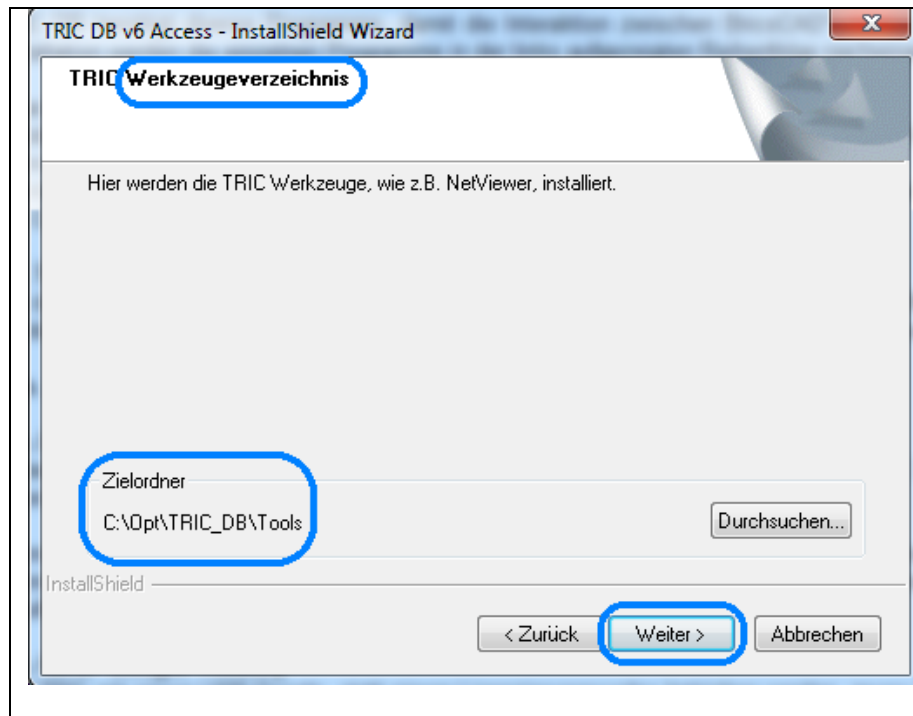 TRIC DB v6 Access - InstallShield Wizard
TRIC Werkzeugeverzeichnis
Hier werden die TRIC Werkzeuge, wie z.B. NetViewer, installiert.
Zielordner
C:\Opt\TRIC_DB\Tools
Durchsuchen...
InstallShield
< Zurück
Weiter >
Abbrechen